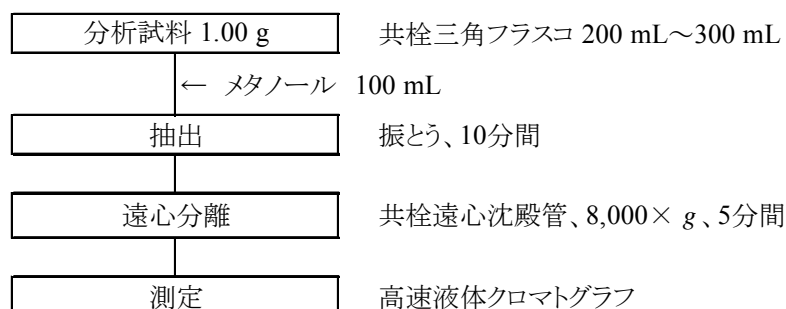 分析試料 1.00 g 共栓三角フラスコ 200 mL～300 mL
← メタノール 100 mL
抽出 振とう、10分間
遠心分離 共栓遠心沈殿管、8,000× g 、5分間
測定 高速液体クロマトグラフ